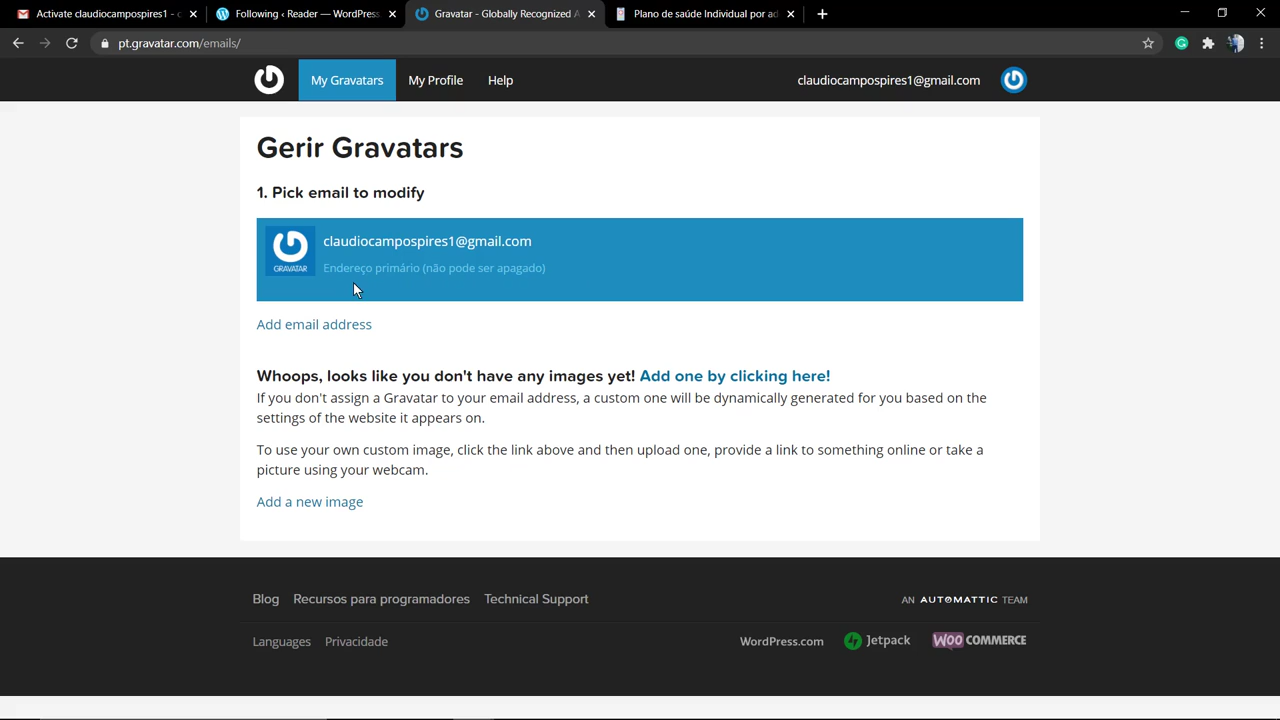 Activate claudiocampospires1 - c
Following ‹ Reader — WordPress.
Gravatar - Globally Recognized A
Plano de saúde Individual por ad
pt.gravatar.com/emails/
My Gravatars
My Profile
Help
claudiocampospires1@gmail.com
Gerir Gravatars
1. Pick email to modify
claudiocampospires1@gmail.com
GRAVATAR
Endereço primário (não pode ser apagado)
Add email address
Whoops, looks like you don't have any images yet! Add one by clicking here!
If you don't assign a Gravatar to your email address, a custom one will be dynamically generated for you based on the
settings of the website it appears on.
To use your own custom image, click the link above and then upload one, provide a link to something online or take a
picture using your webcam.
Add a new image
Blog
Recursos para programadores
Technical Support
AN AUTOMATTIC TEAM
Languages
Privacidade
WordPress.com
Jetpack
WOO COMMERCE